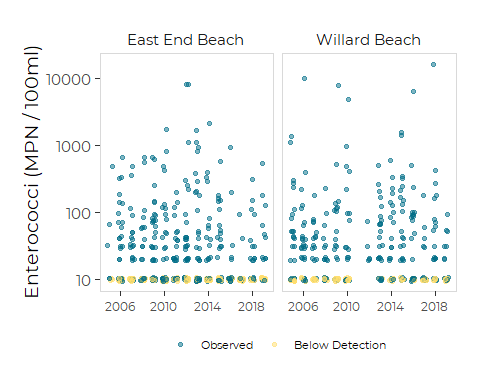 East End Beach Willard Beach
Enterococci (MPN / 100ml)
10000
1000
100
10
2006 2010 2014 2018 2006 2010 2014 2018
Observed Below Detection